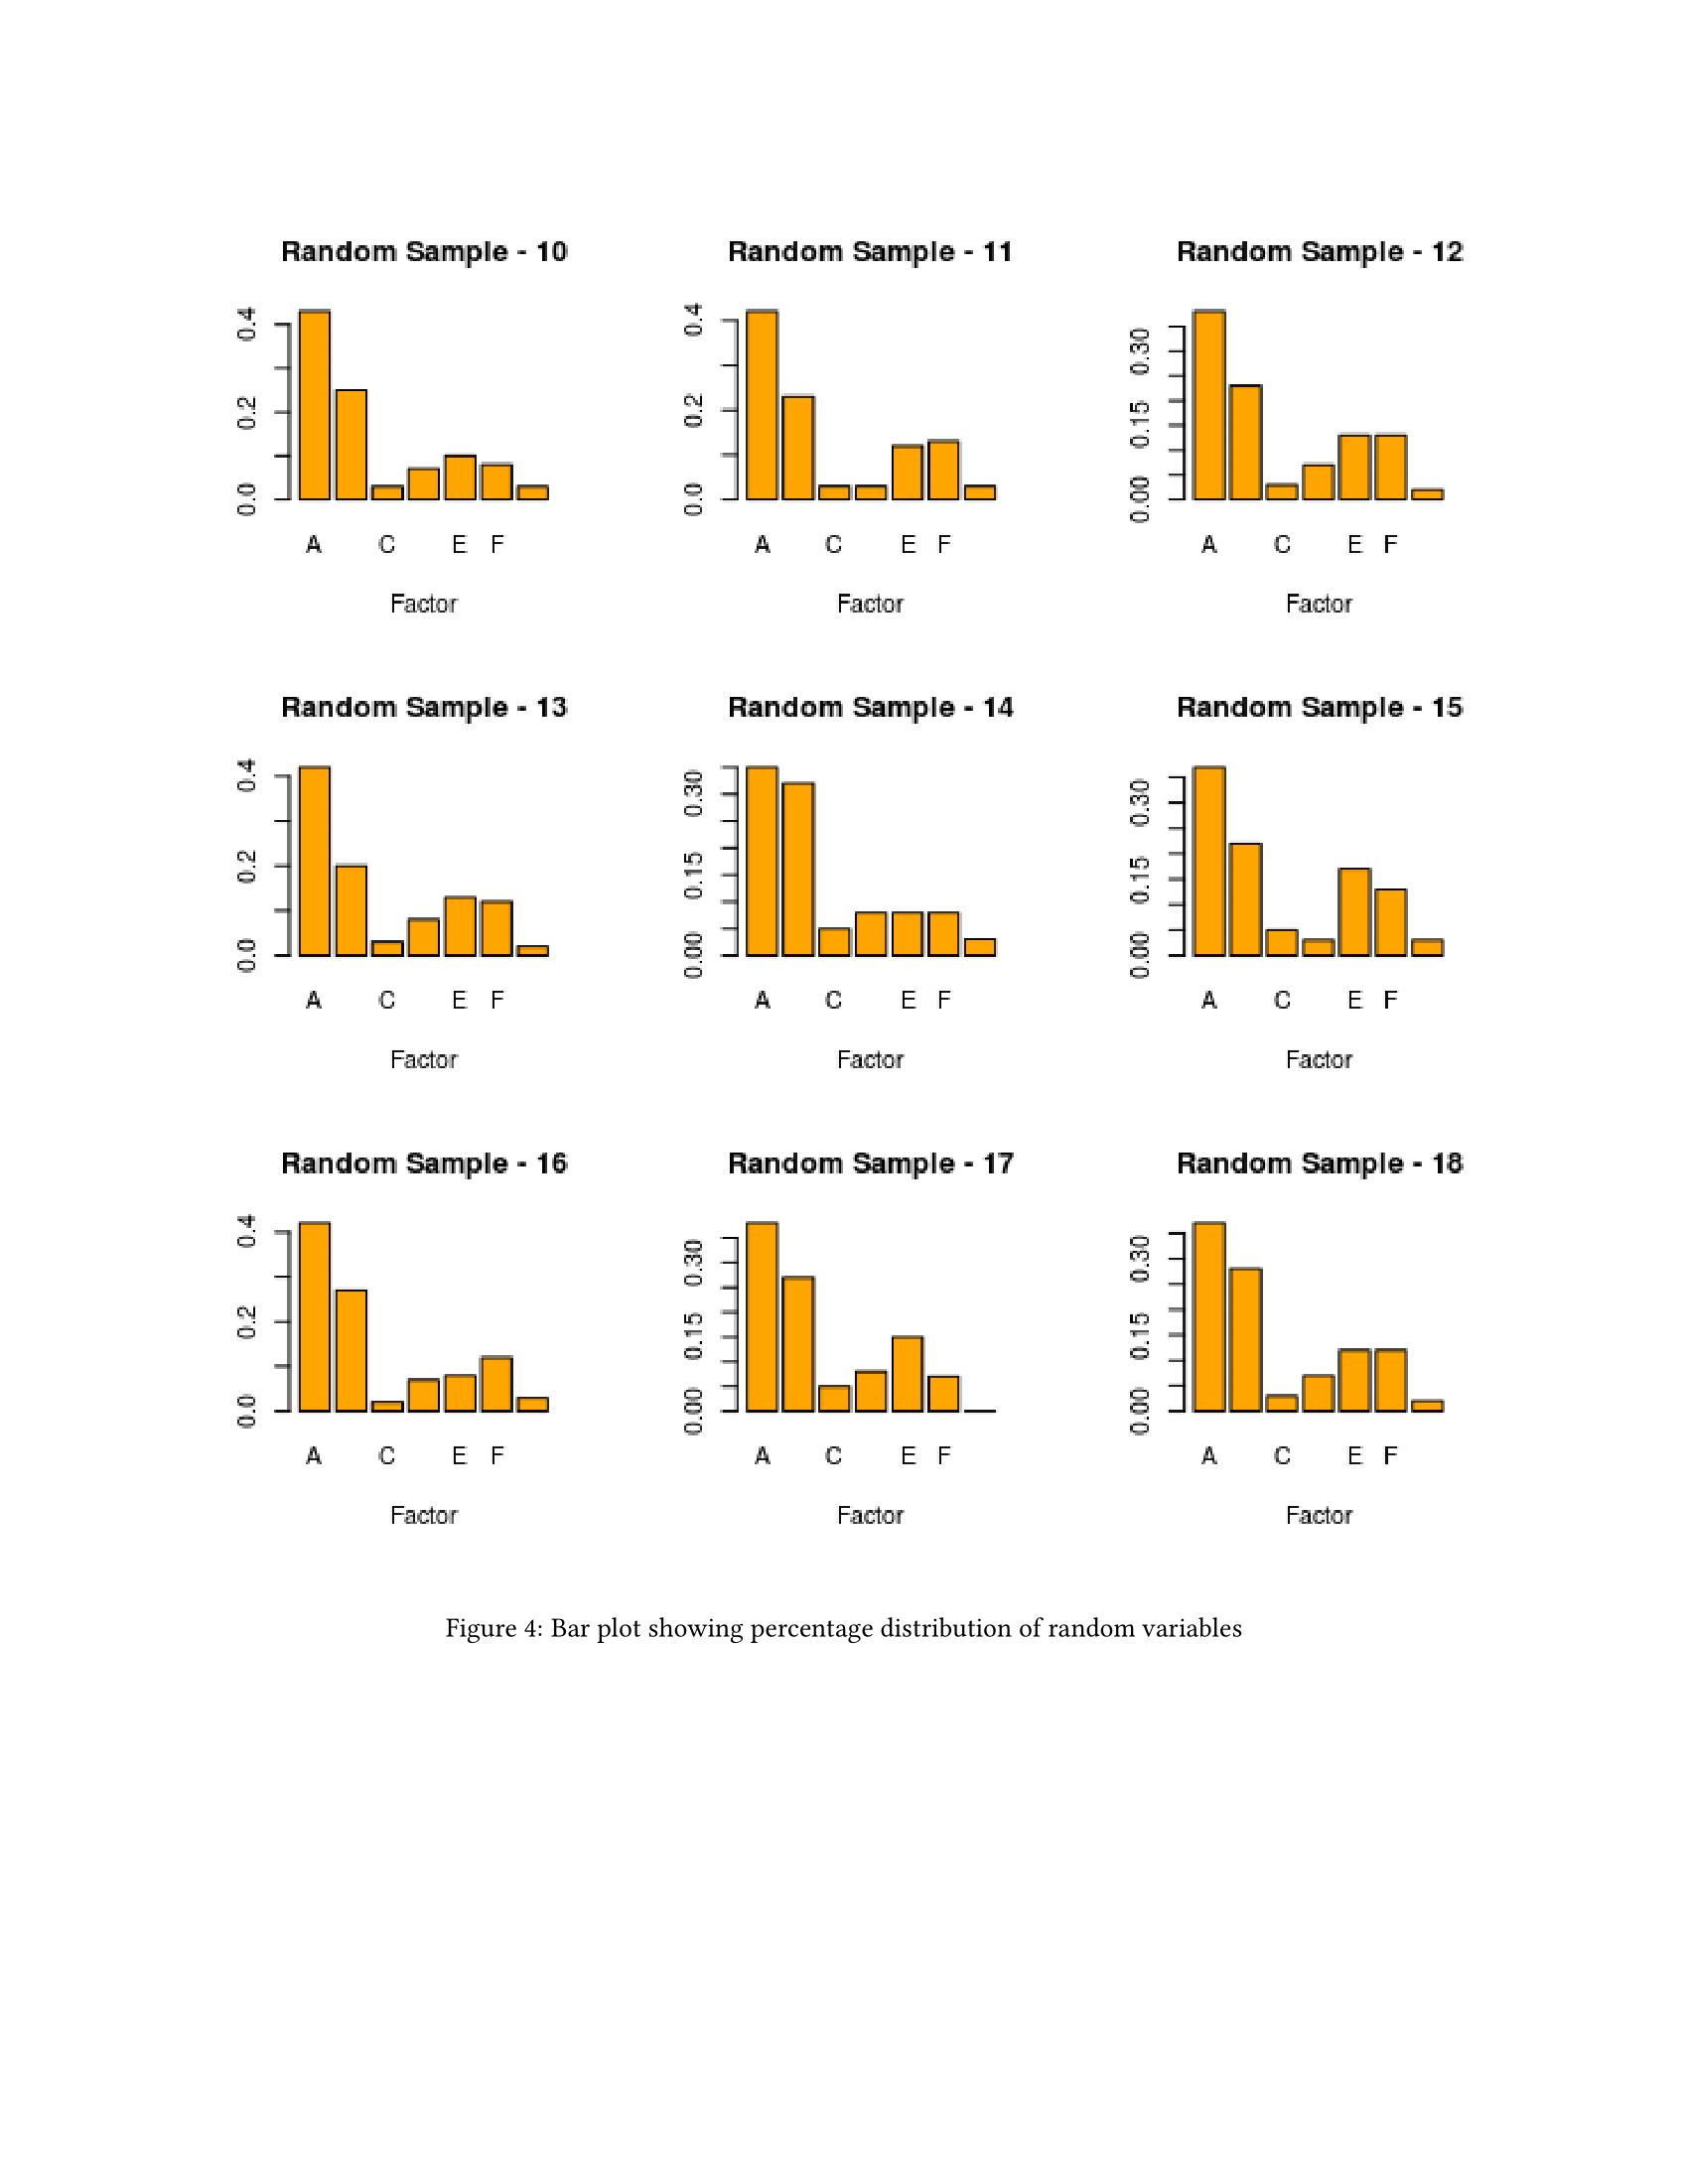 Random Sample - 10 Random Sample - 11 Random Sample - 12
0.4 0.2 0.0 0.4 0.2 0.0 0.30 0.15 0.00
A C E F A C E F A C E F
Factor Factor Factor
Random Sample - 13 Random Sample - 14 Random Sample - 15
0.4 0.2 0.0 0.30 0.15 0.00 0.30 0.15 0.00
A C E F A C E F A C E F
Factor Factor Factor
Random Sample - 16 Random Sample - 17 Random Sample - 18
0.4 0.2 0.0 0.30 0.15 0.00 0.30 0.15 0.00
A C E F A C E F A C E F
Factor Factor Factor
Figure 4: Bar plot showing percentage distribution of random variables